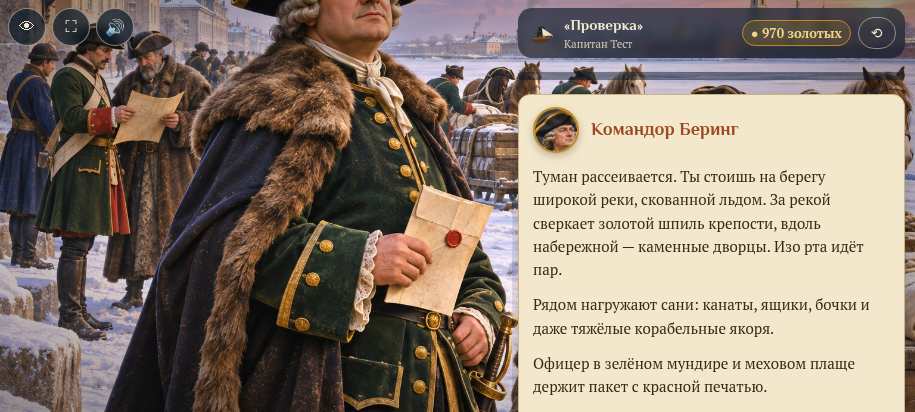 «Проверка»
Капитан Тест
● 970 золотых
Командор Беринг
Туман рассеивается. Ты стоишь на берегу
широкой реки, скованной льдом. За рекой
сверкает золотой шпиль крепости, вдоль
набережной — каменные дворцы. Изо рта идёт
пар.
Рядом нагружают сани: канаты, ящики, бочки и
даже тяжёлые корабельные якоря.
Офицер в зелёном мундире и меховом плаще
держит пакет с красной печатью.